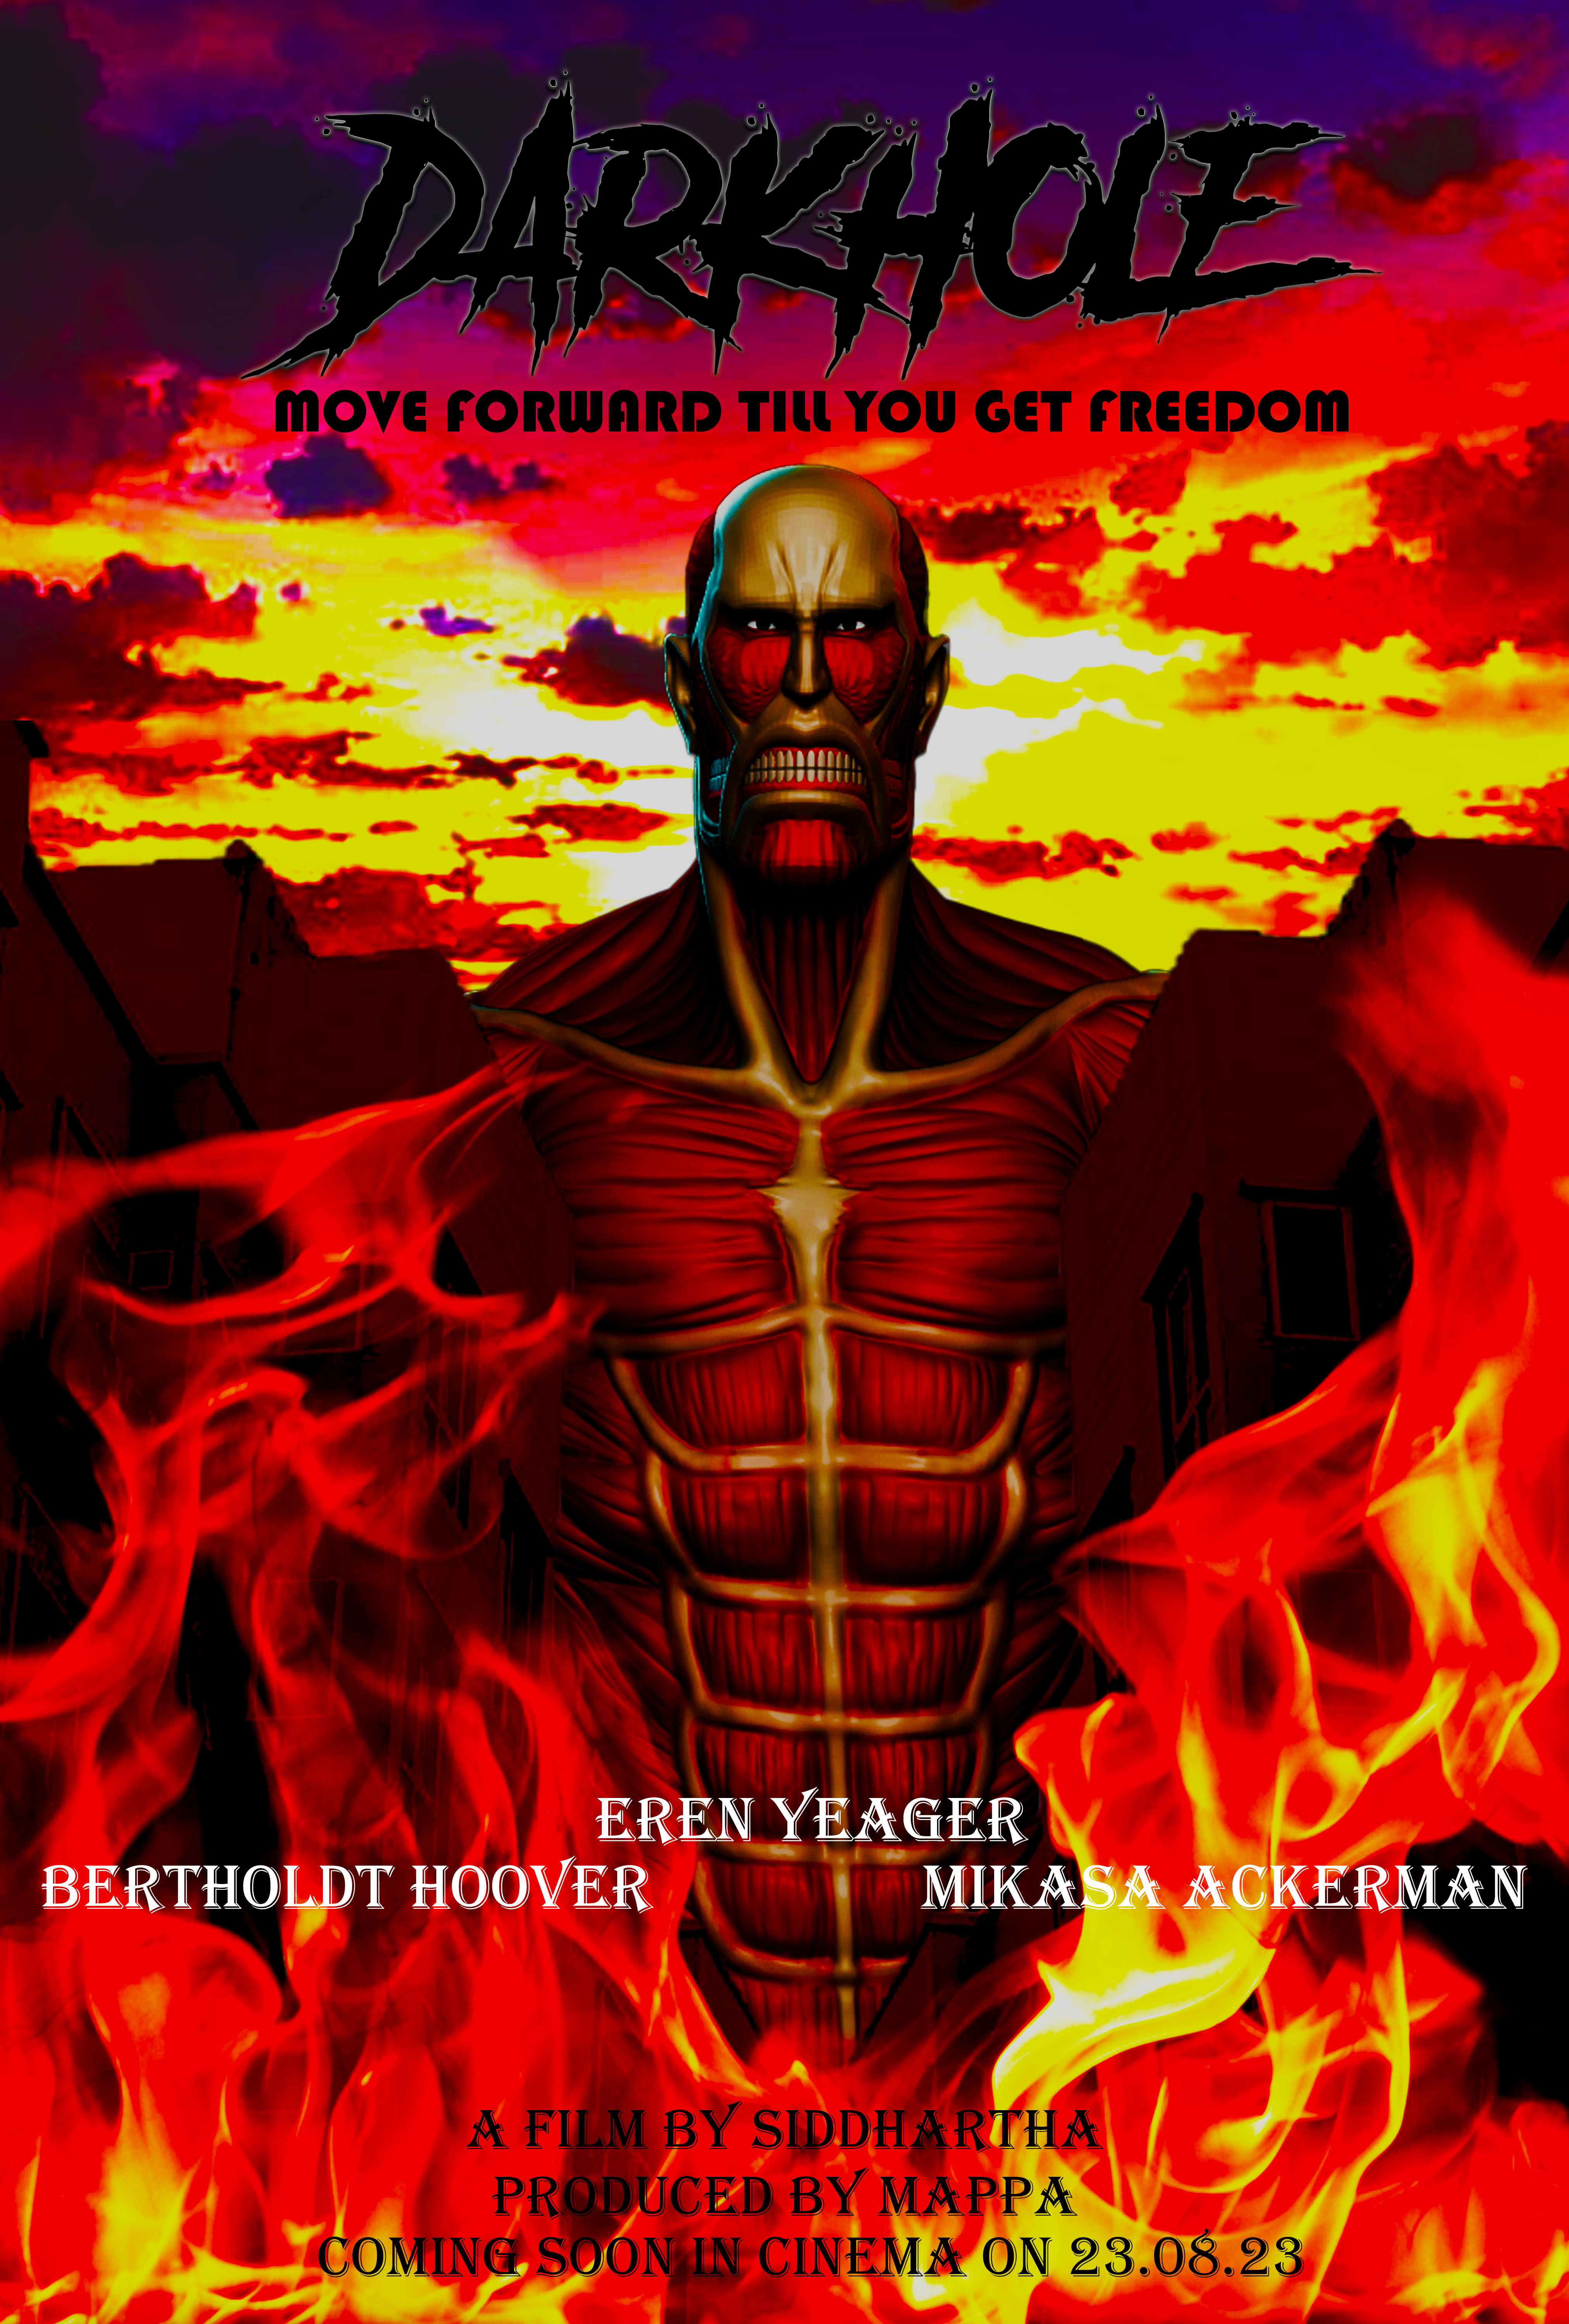 DARKHOLE
MOVE FORWARD TILL YOU GET FREEDOM
EREN YEAGER
BERTHOLDT HOOVER MIKASA ACKERMAN
A FILM BY SIDDHARTHA
PRODUCED BY MAPPA
COMING SOON IN CINEMA ON 23.08.23